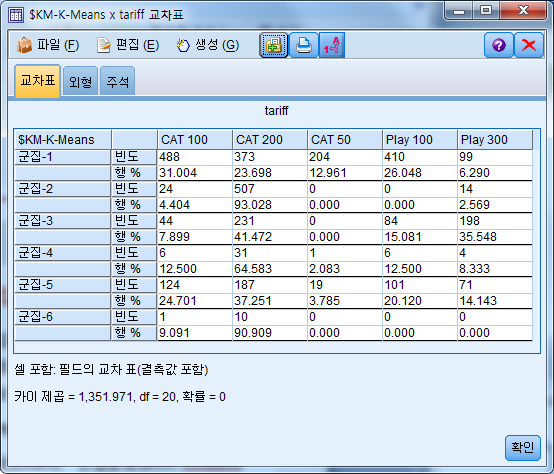 $KM-K-Means x tariff 교차표
파일 (F) 편집 (E) 생성 (G)
교차표 외형 주석
tariff
$KM-K-Means CAT 100 CAT 200 CAT 50 Play 100 Play 300
군집-1 빈도 488 373 204 410 99
행 % 31.004 23.698 12.961 26.048 6.290
군집-2 빈도 24 507 0 0 14
행 % 4.404 93.028 0.000 0.000 2.569
군집-3 빈도 44 231 0 84 198
행 % 7.899 41.472 0.000 15.081 35.548
군집-4 빈도 6 31 1 6 4
행 % 12.500 64.583 2.083 12.500 8.333
군집-5 빈도 124 187 19 101 71
행 % 24.701 37.251 3.785 20.120 14.143
군집-6 빈도 1 10 0 0 0
행 % 9.091 90.909 0.000 0.000 0.000
셀 포함: 필드의 교차 표(결측값 포함)
카이 제곱 = 1,351.971, df = 20, 확률 = 0
확인